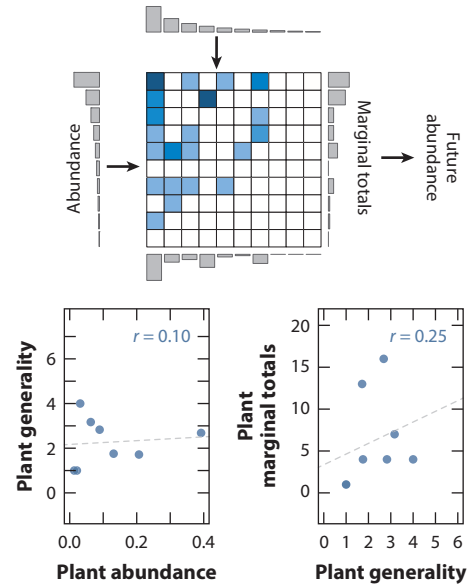 Abundance
Marginal totals
Future
abundance
r = 0.10
Plant generality
6
4
2
0
0.0
0.2
0.4
Plant abundance
r = 0.25
Plant
marginal totals
20
15
10
5
0
0 1 2 3 4 5 6
Plant generality